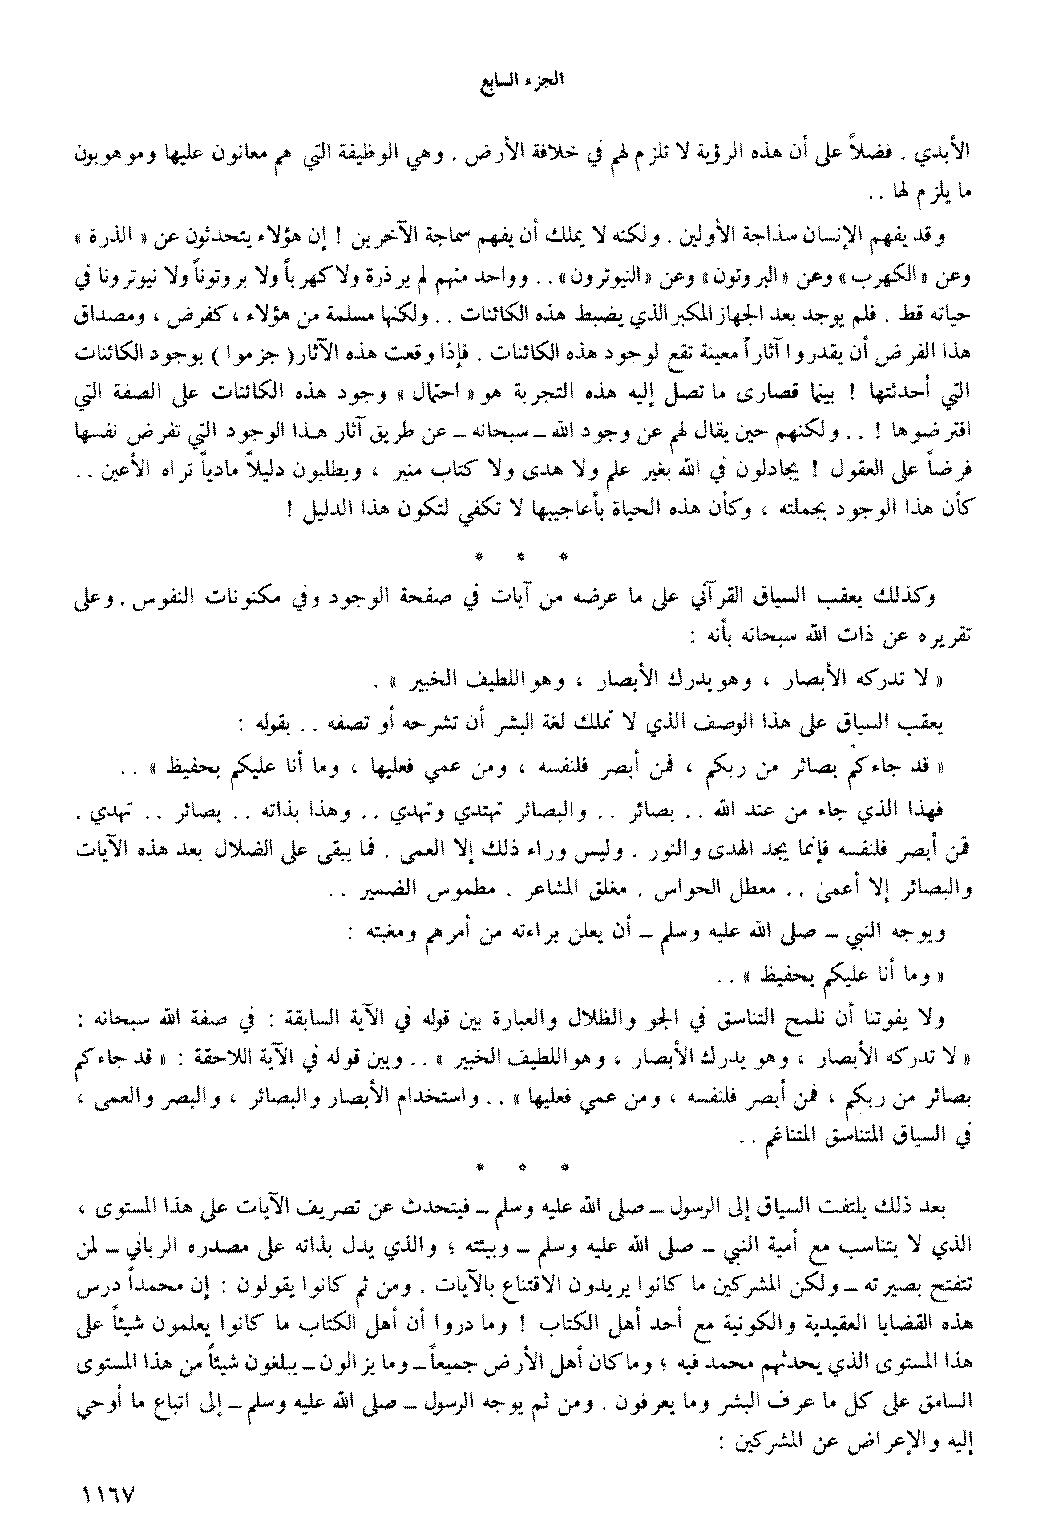 الجزء السابع
الأبدي . فضلاً على أن هذه الرؤية لا تلزم لهم في خلافة الأرض . وهي الوظيفة التي هم معانون عليها وموهوبون
ما يلزم لها . .
وقد يفهم الإنسان سذاجة الأولين . ولكنه لا يملك أن يفهم سماجة الآخرين ! إن هؤلاء يتحدثون عن « الذرة »
وعن « الكهرب » وعن « البروتون » وعن « النيوترون » . . وواحد منهم لم ير ذرة ولا كهرباً ولا بروتوناً ولا نيوترونا في
حياته قط . فلم يوجد بعد الجهاز المكبر الذي يضبط هذه الكائنات . . ولكنها مسلمة من هؤلاء ، كفرض ، ومصداق
هذا الفرض أن يقدروا آثاراً معينة تقع لوجود هذه الكائنات . فإذا وقعت هذه الآثار ( جزموا ) بوجود الكائنات
التي أحدثتها ! بينما قصارى ما تصل إليه هذه التجربة هو « احتمال » وجود هذه الكائنات على الصفة التي
افترضوها ! . . ولكنهم حين يقال لهم عن وجود الله – سبحانه – عن طريق آثار هذا الوجود التي تفرض نفسها
فرضاً على العقول ! يجادلون في الله بغير علم ولا هدى ولا كتاب منير ، ويطلبون دليلاً مادياً تراه الأعين . .
كأن هذا الوجود بجملته ، وكأن هذه الحياة بأعاجيبها لا تكفي لتكون هذا الدليل !
* * *
وكذلك يعقب السياق القرآني على ما عرضه من آيات في صفحة الوجود وفي مكنونات النفوس . وعلى
تقريره عن ذات الله سبحانه بأنه :
« لا تدركه الأبصار ، وهو يدرك الأبصار ، وهو اللطيف الخبير » .
يعقب السياق على هذا الوصف الذي لا تملك لغة البشر أن تشرحه أو تصفه . . بقوله :
« قد جاءكم بصائر من ربكم ، فمن أبصر فلنفسه ، ومن عمي فعليها ، وما أنا عليكم بحفيظ » . .
فهذا الذي جاء من عند الله . . بصائر . . والبصائر تهتدي وتهدي . . وهذا بذاته . . بصائر . . تهدي .
فمن أبصر فلنفسه فإنما يجد الهدى والنور . وليس وراء ذلك إلا العمى . فما يبقى على الضلال بعد هذه الآيات
والبصائر إلا أعمى . . معطل الحواس . مغلق المشاعر . مطموس الضمير . .
ويوجه النبي – صلى الله عليه وسلم – أن يعلن براءته من أمرهم ومغبته :
« وما أنا عليكم بحفيظ » . .
ولا يفوتنا أن نلمح التناسق في الجو والظلال والعبارة بين قوله في الآية السابقة : في صفة الله سبحانه :
« لا تدركه الأبصار ، وهو يدرك الأبصار ، وهو اللطيف الخبير » . . وبين قوله في الآية اللاحقة : « قد جاءكم
بصائر من ربكم ، فمن أبصر فلنفسه ، ومن عمي فعليها » . . واستخدام الأبصار والبصائر ، والبصر والعمى ،
في السياق المتناسق المتناغم . .
* * *
بعد ذلك يلتفت السياق إلى الرسول – صلى الله عليه وسلم – فيتحدث عن تصريف الآيات على هذا المستوى ،
الذي لا يتناسب مع أمية النبي – صلى الله عليه وسلم – وبيئته ؛ والذي يدل بذاته على مصدره الرباني – لمن
تتفتح بصيرته – ولكن المشركين ما كانوا يريدون الاقتناع بالآيات . ومن ثم كانوا يقولون : إن محمداً درس
هذه القضايا العقيدية والكونية مع أحد أهل الكتاب ! وما دروا أن أهل الكتاب ما كانوا يعلمون شيئاً على
هذا المستوى الذي يحدثهم محمد فيه ؛ وما كان أهل الأرض جميعاً – وما يزالون – يبلغون شيئاً من هذا المستوى
السامق على كل ما عرف البشر وما يعرفون . ومن ثم يوجه الرسول – صلى الله عليه وسلم – إلى اتباع ما أوحي
إليه والإعراض عن المشركين :
١١٦٧